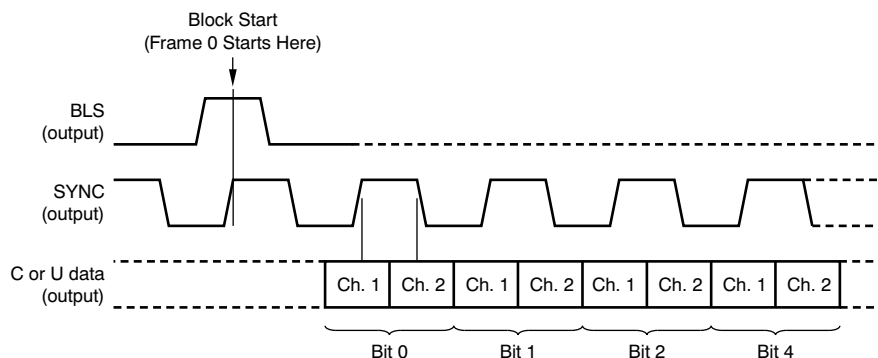 Block Start
(Frame 0 Starts Here)
BLS
(output)
SYNC
(output)
C or U data
(output)
Ch. 1 Ch. 2 Ch. 1 Ch. 2 Ch. 1 Ch. 2 Ch. 1 Ch. 2
Bit 0 Bit 1 Bit 2 Bit 4